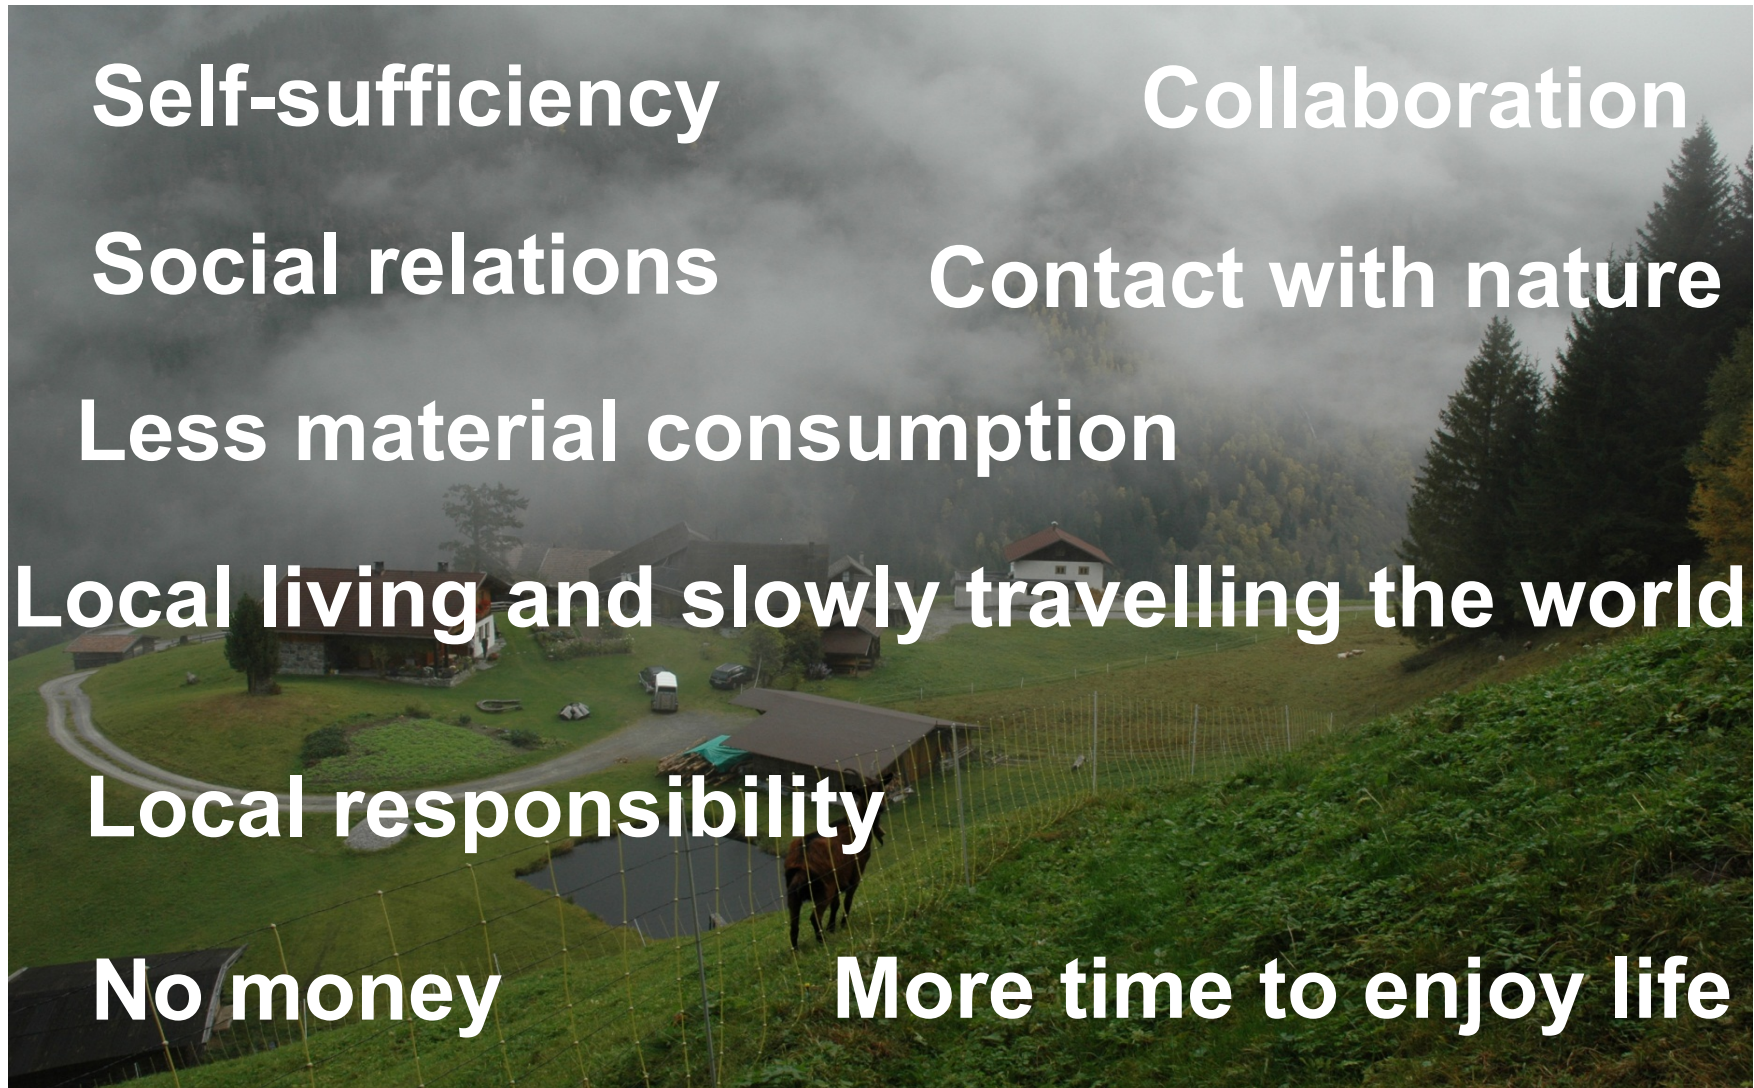 Self-sufficiency
Collaboration
Social relations
Contact with nature
Less material consumption
Local living and slowly travelling the world
Local responsibility
No money
More time to enjoy life